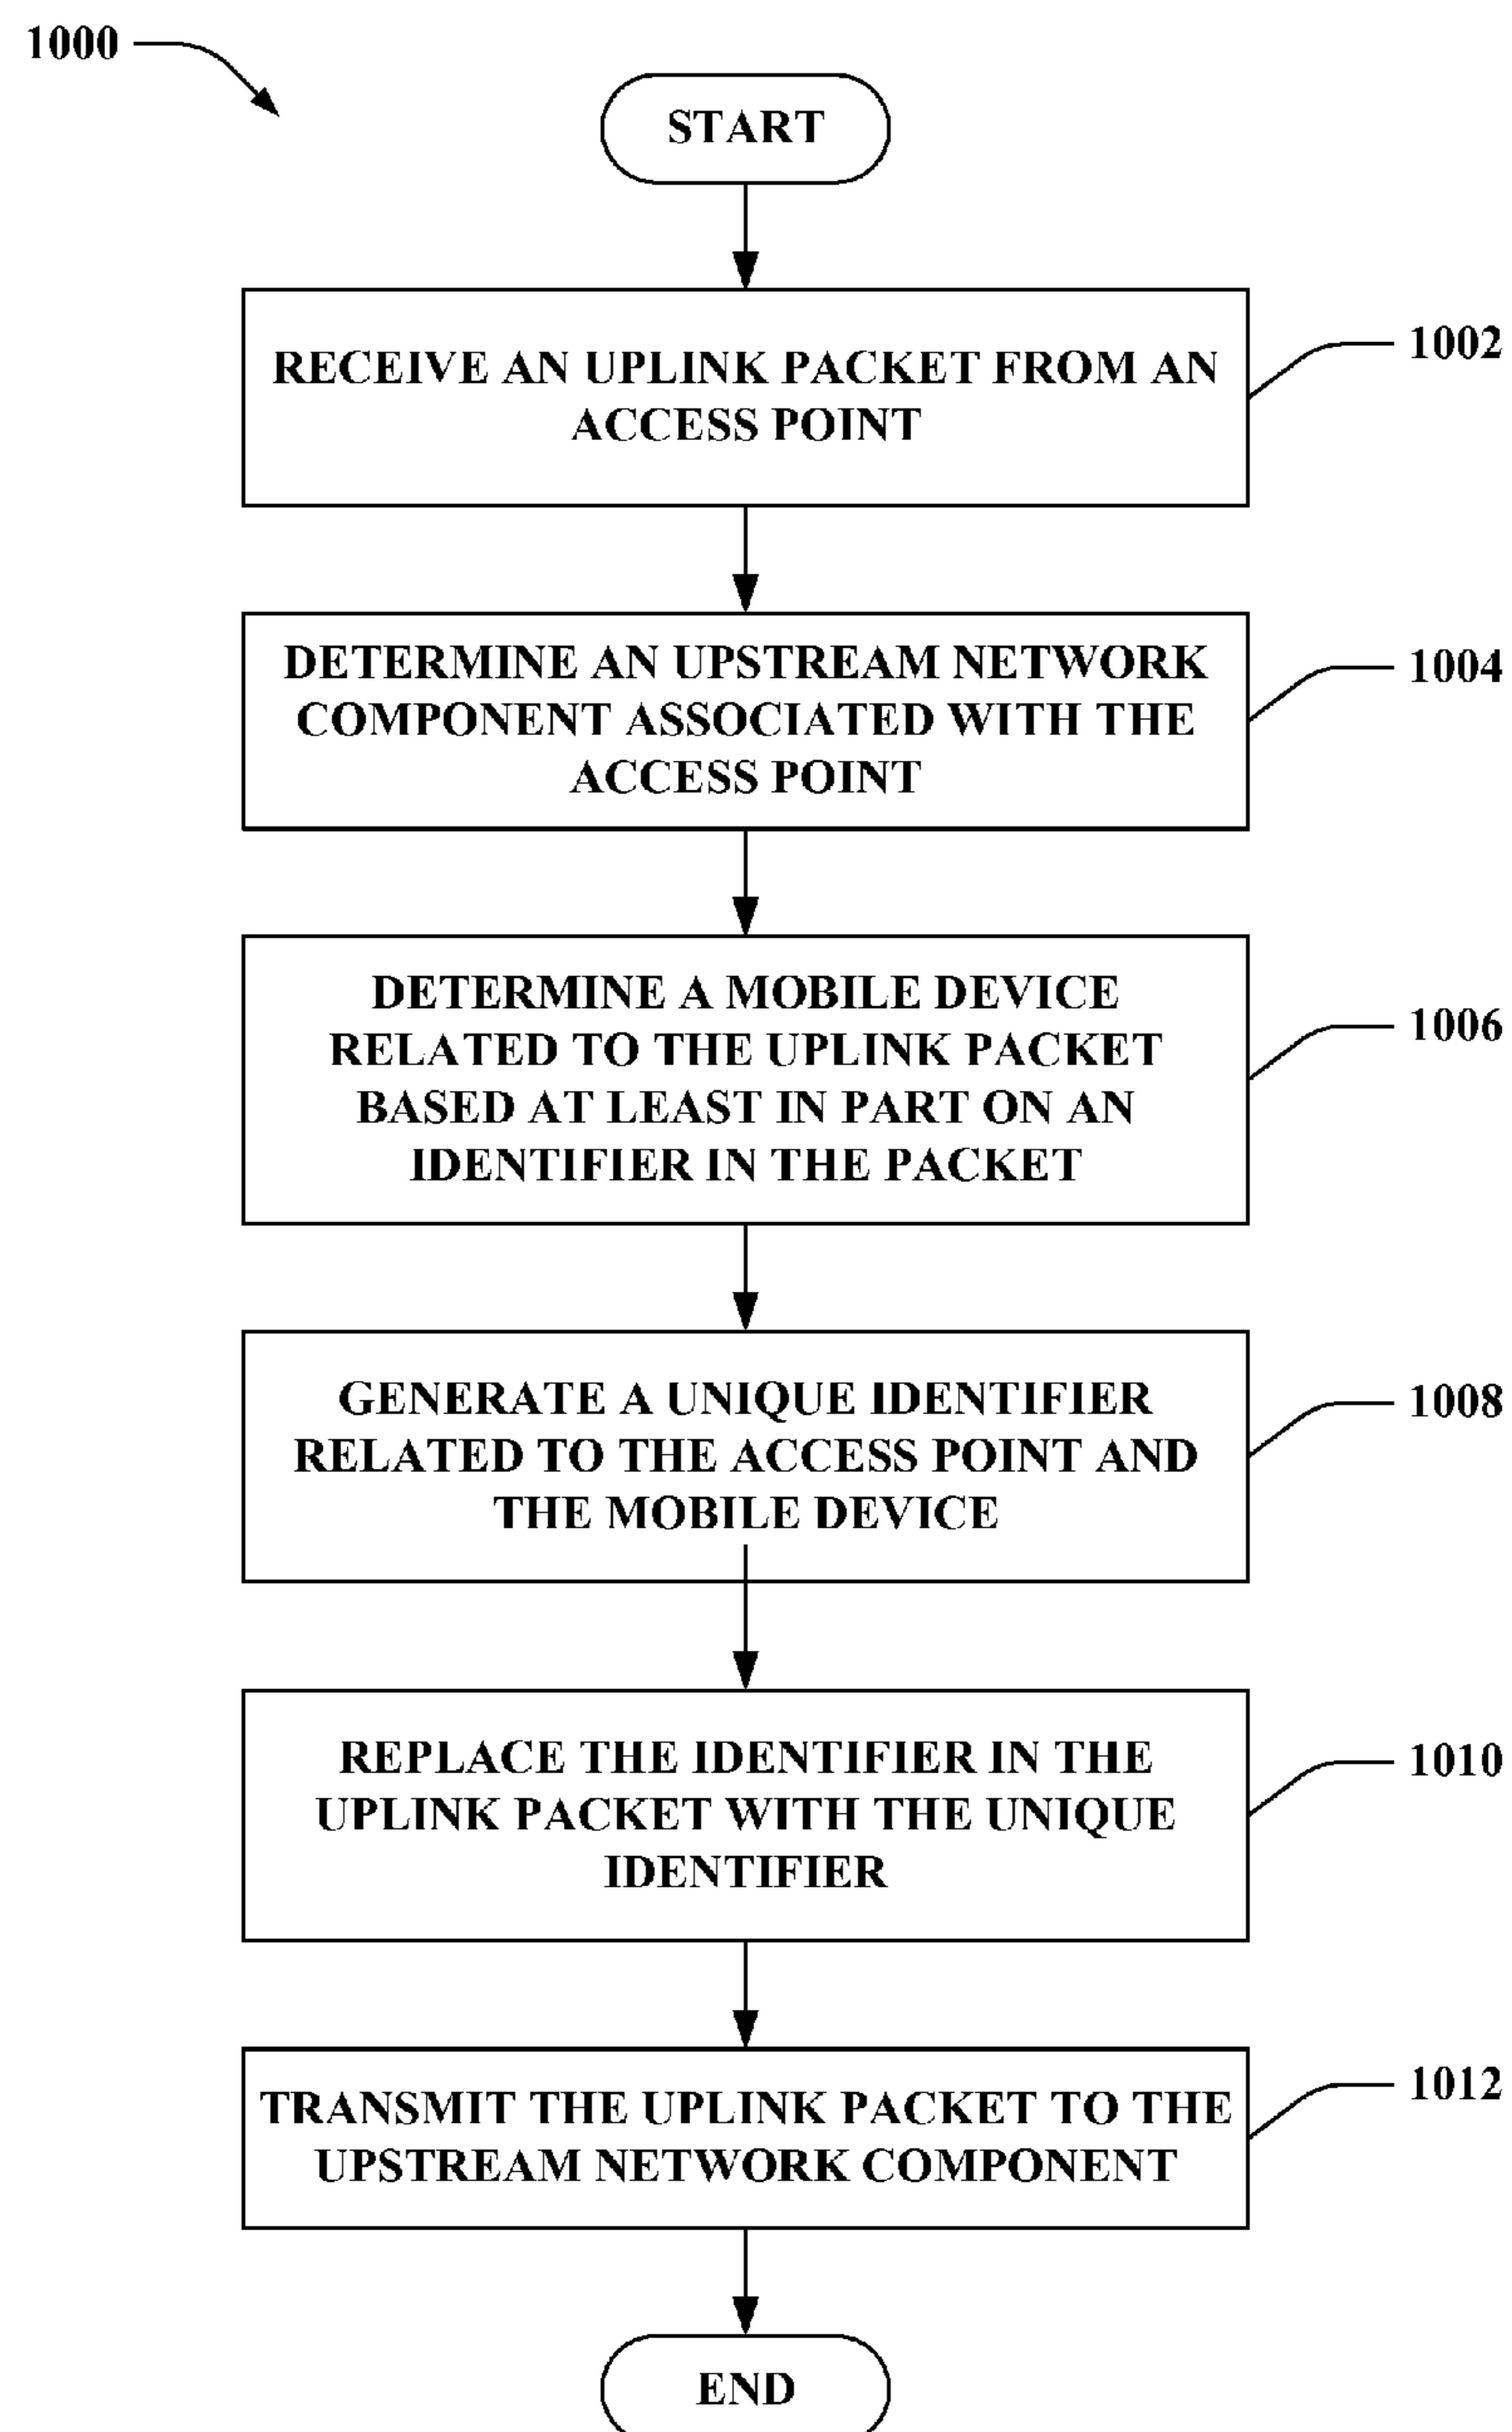 1000
START
RECEIVE AN UPLINK PACKET FROM AN
ACCESS POINT
1002
DETERMINE AN UPSTREAM NETWORK
COMPONENT ASSOCIATED WITH THE
ACCESS POINT
1004
DETERMINE A MOBILE DEVICE
RELATED TO THE UPLINK PACKET
BASED AT LEAST IN PART ON AN
IDENTIFIER IN THE PACKET
1006
GENERATE A UNIQUE IDENTIFIER
RELATED TO THE ACCESS POINT AND
THE MOBILE DEVICE
1008
REPLACE THE IDENTIFIER IN THE
UPLINK PACKET WITH THE UNIQUE
IDENTIFIER
1010
TRANSMIT THE UPLINK PACKET TO THE
UPSTREAM NETWORK COMPONENT
1012
END